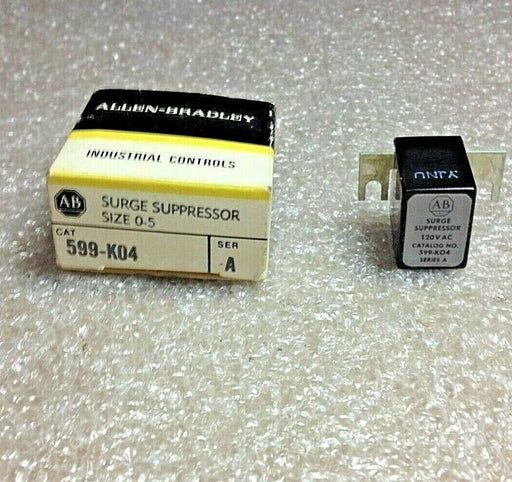 ALLEN-BRADLEY
INDUSTRIAL CONTROLS
AB
SURGE SUPPRESSOR
SIZE 0-5
CAT
599-K04
SER
A
AB
SURGE
SUPPRESSOR
120V AC
CATALOG NO.
599-KO4
SERIES A